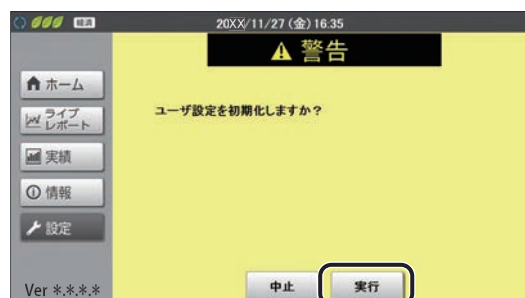 経済
20XX/11/27 (金) 16:35
警告
ホーム
ライブ
レポート
ユーザ設定を初期化しますか？
実績
情報
設定
中止
実行
Ver *.*.*.*